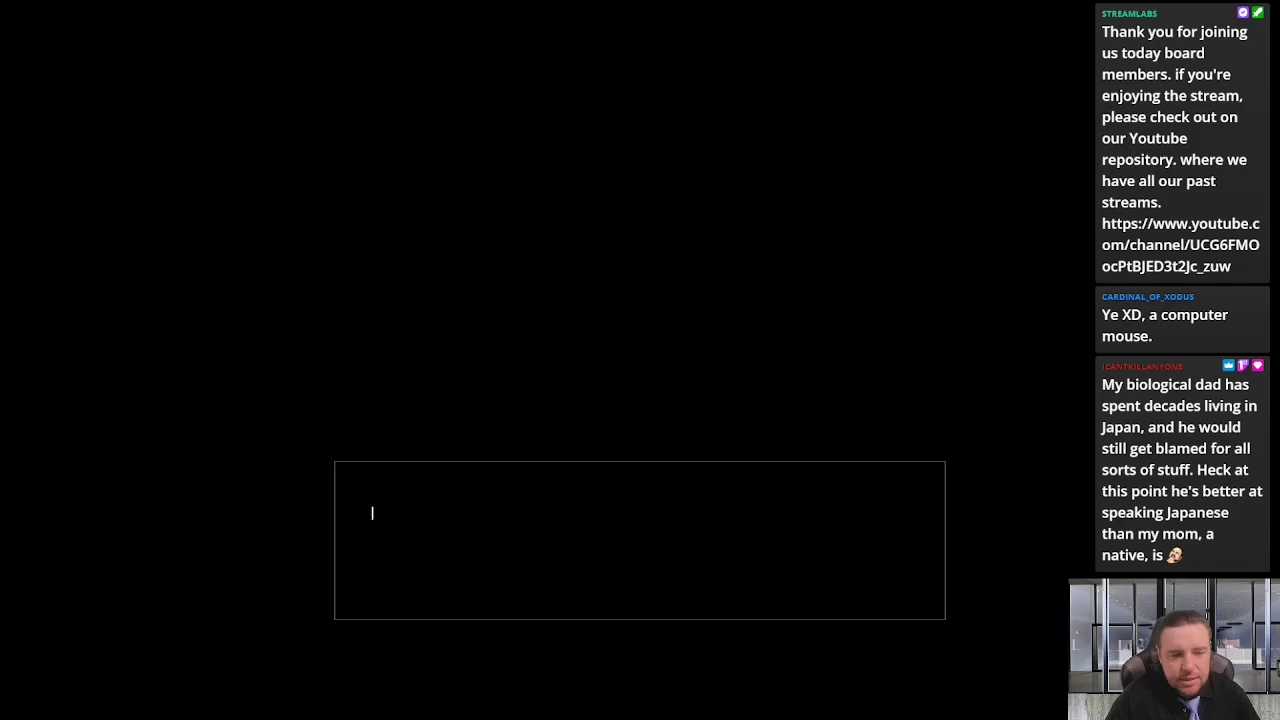 STREAMLABS
Thank you for joining
us today board
members. if you're
enjoying the stream,
please check out on
our Youtube
repository. where we
have all our past
streams.
https://www.youtube.c
om/channel/UCG6FMO
ocPtBJED3t2Jc_zuw
CARDINAL_OF_XODUS
Ye XD, a computer
mouse.
ICANTKILLANYONE
My biological dad has
spent decades living in
Japan, and he would
still get blamed for all
sorts of stuff. Heck at
this point he's better at
speaking Japanese
than my mom, a
native, is